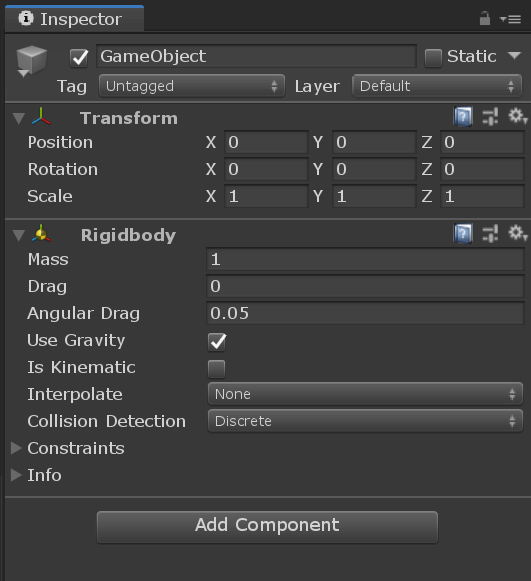 Inspector
GameObject Static
Tag Untagged Layer Default
Transform
Position X 0 Y 0 Z 0
Rotation X 0 Y 0 Z 0
Scale X 1 Y 1 Z 1
Rigidbody
Mass 1
Drag 0
Angular Drag 0.05
Use Gravity
Is Kinematic
Interpolate None
Collision Detection Discrete
Constraints
Info
Add Component